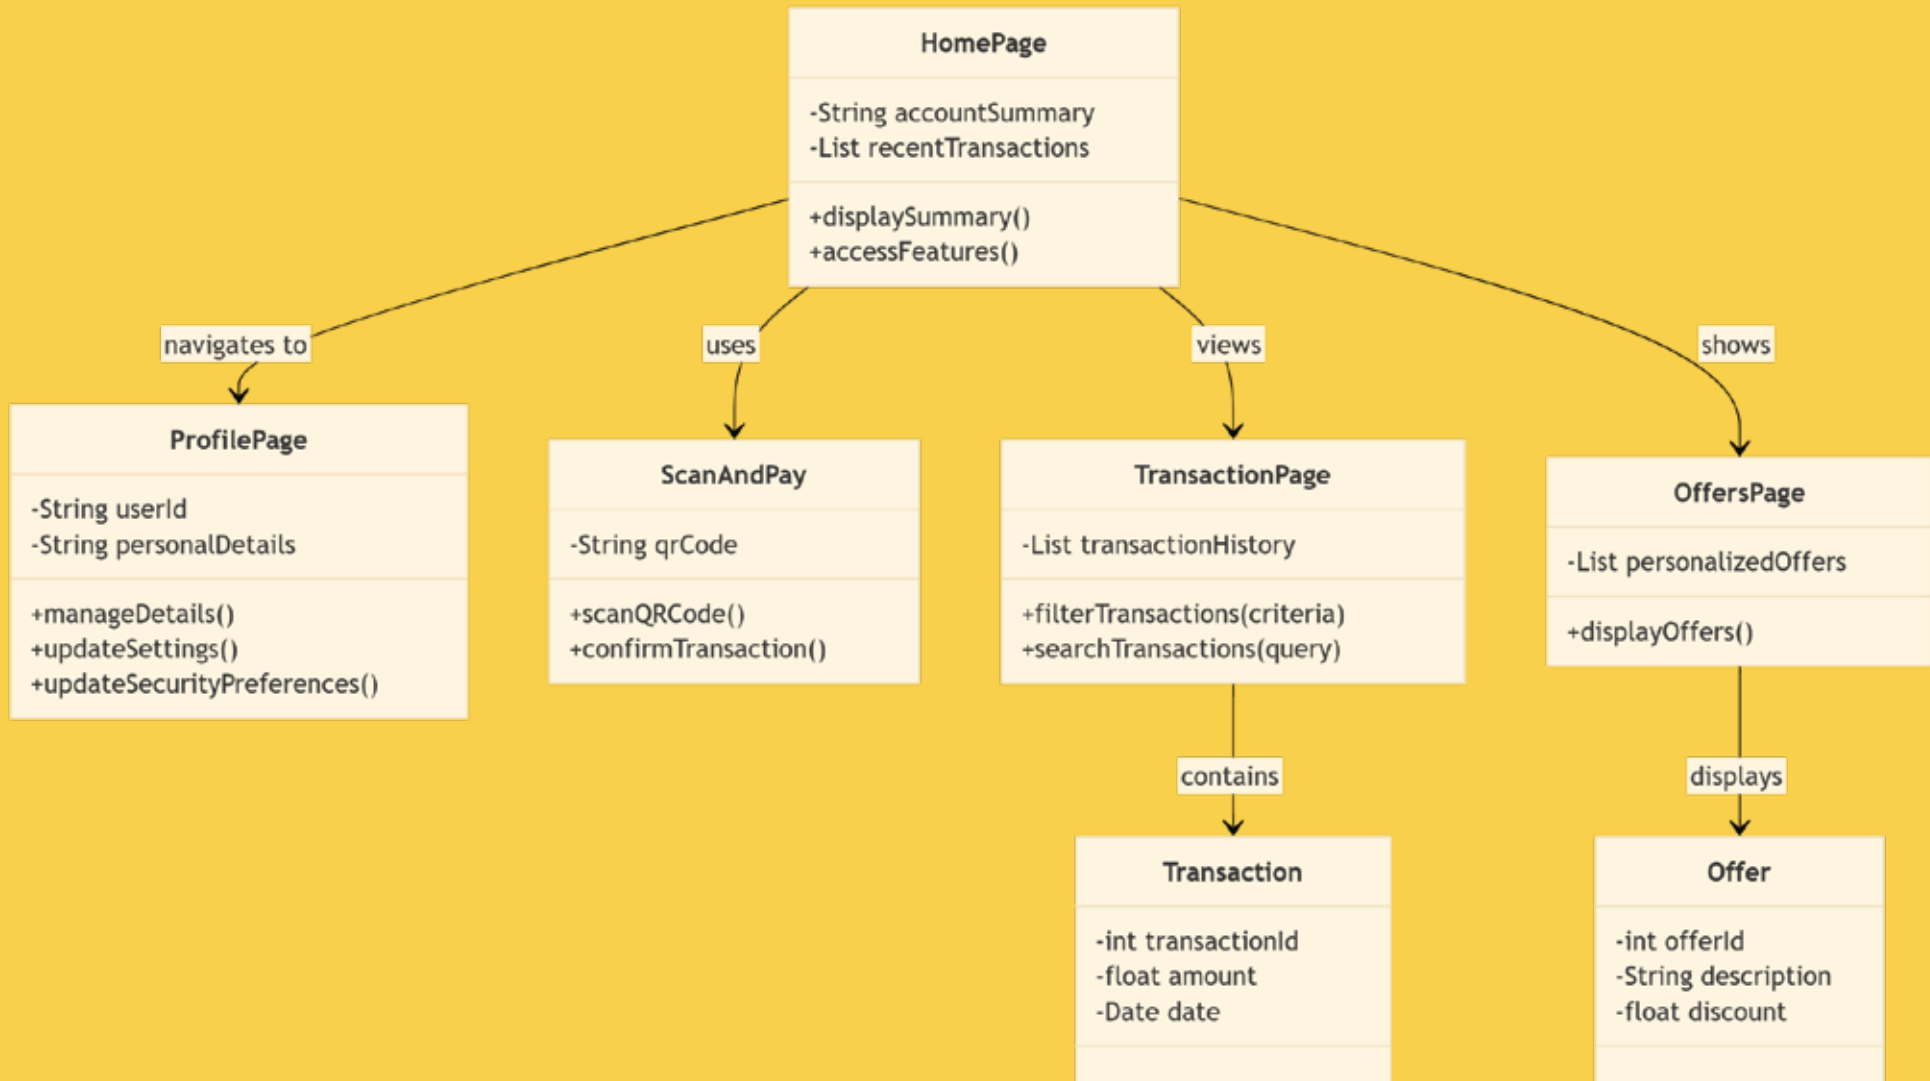 HomePage
-String accountSummary
-List recentTransactions
+displaySummary()
+accessFeatures()
navigates to
uses
views
shows
ProfilePage
-String userId
-String personalDetails
+manageDetails()
+updateSettings()
+updateSecurityPreferences()
ScanAndPay
-String qrCode
+scanQRCode()
+confirmTransaction()
TransactionPage
-List transactionHistory
+filterTransactions(criteria)
+searchTransactions(query)
OffersPage
-List personalizedOffers
+displayOffers()
contains
displays
Transaction
-int transactionId
-float amount
-Date date
Offer
-int offerId
-String description
-float discount